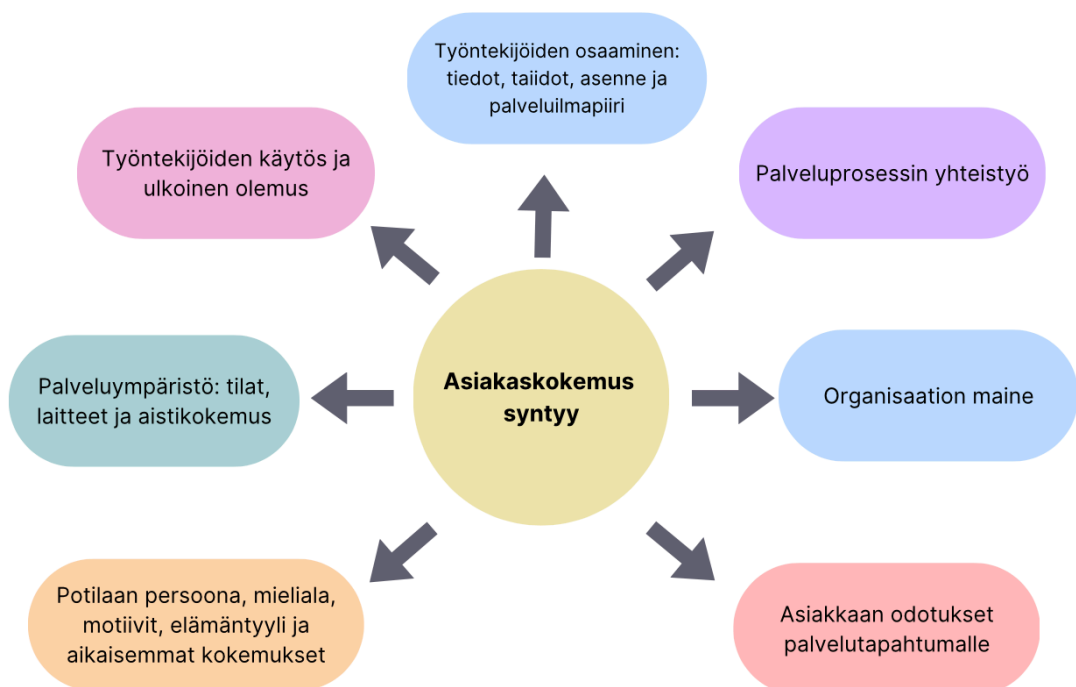 Työntekijöiden osaaminen:
tiedot, taiidot, asenne ja
palveluilmapiiri
Työntekijöiden käytös ja
ulkoinen olemus
Palveluprosessin yhteistyö
Palveluympäristö: tilat,
laitteet ja aistikokemus
Asiakaskokemus
syntyy
Organisaation maine
Potilaan persoona, mieliala,
motiivit, elämäntyyli ja
aikaisemmat kokemukset
Asiakkaan odotukset
palvelutapahtumalle